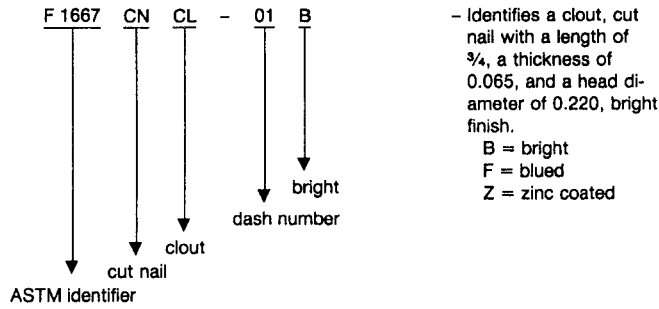 F 1667 CN CL - 01 B
bright
dash number
clout
cut nail
ASTM identifier
– Identifies a clout, cut
nail with a length of
¾, a thickness of
0.065, and a head di-
ameter of 0.220, bright
finish.
B = bright
F = blued
Z = zinc coated